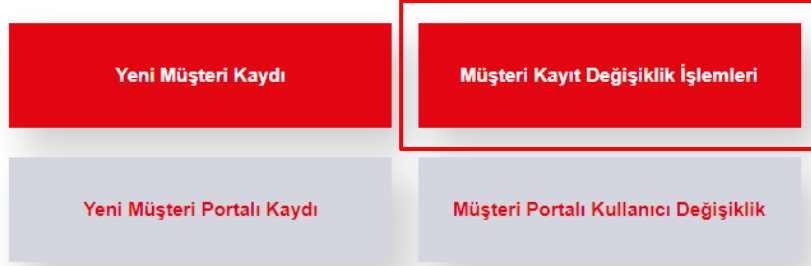 Yeni Müşteri Kaydı
Müşteri Kayıt Değişiklik İşlemleri
Yeni Müşteri Portalı Kaydı
Müşteri Portalı Kullanıcı Değişiklik